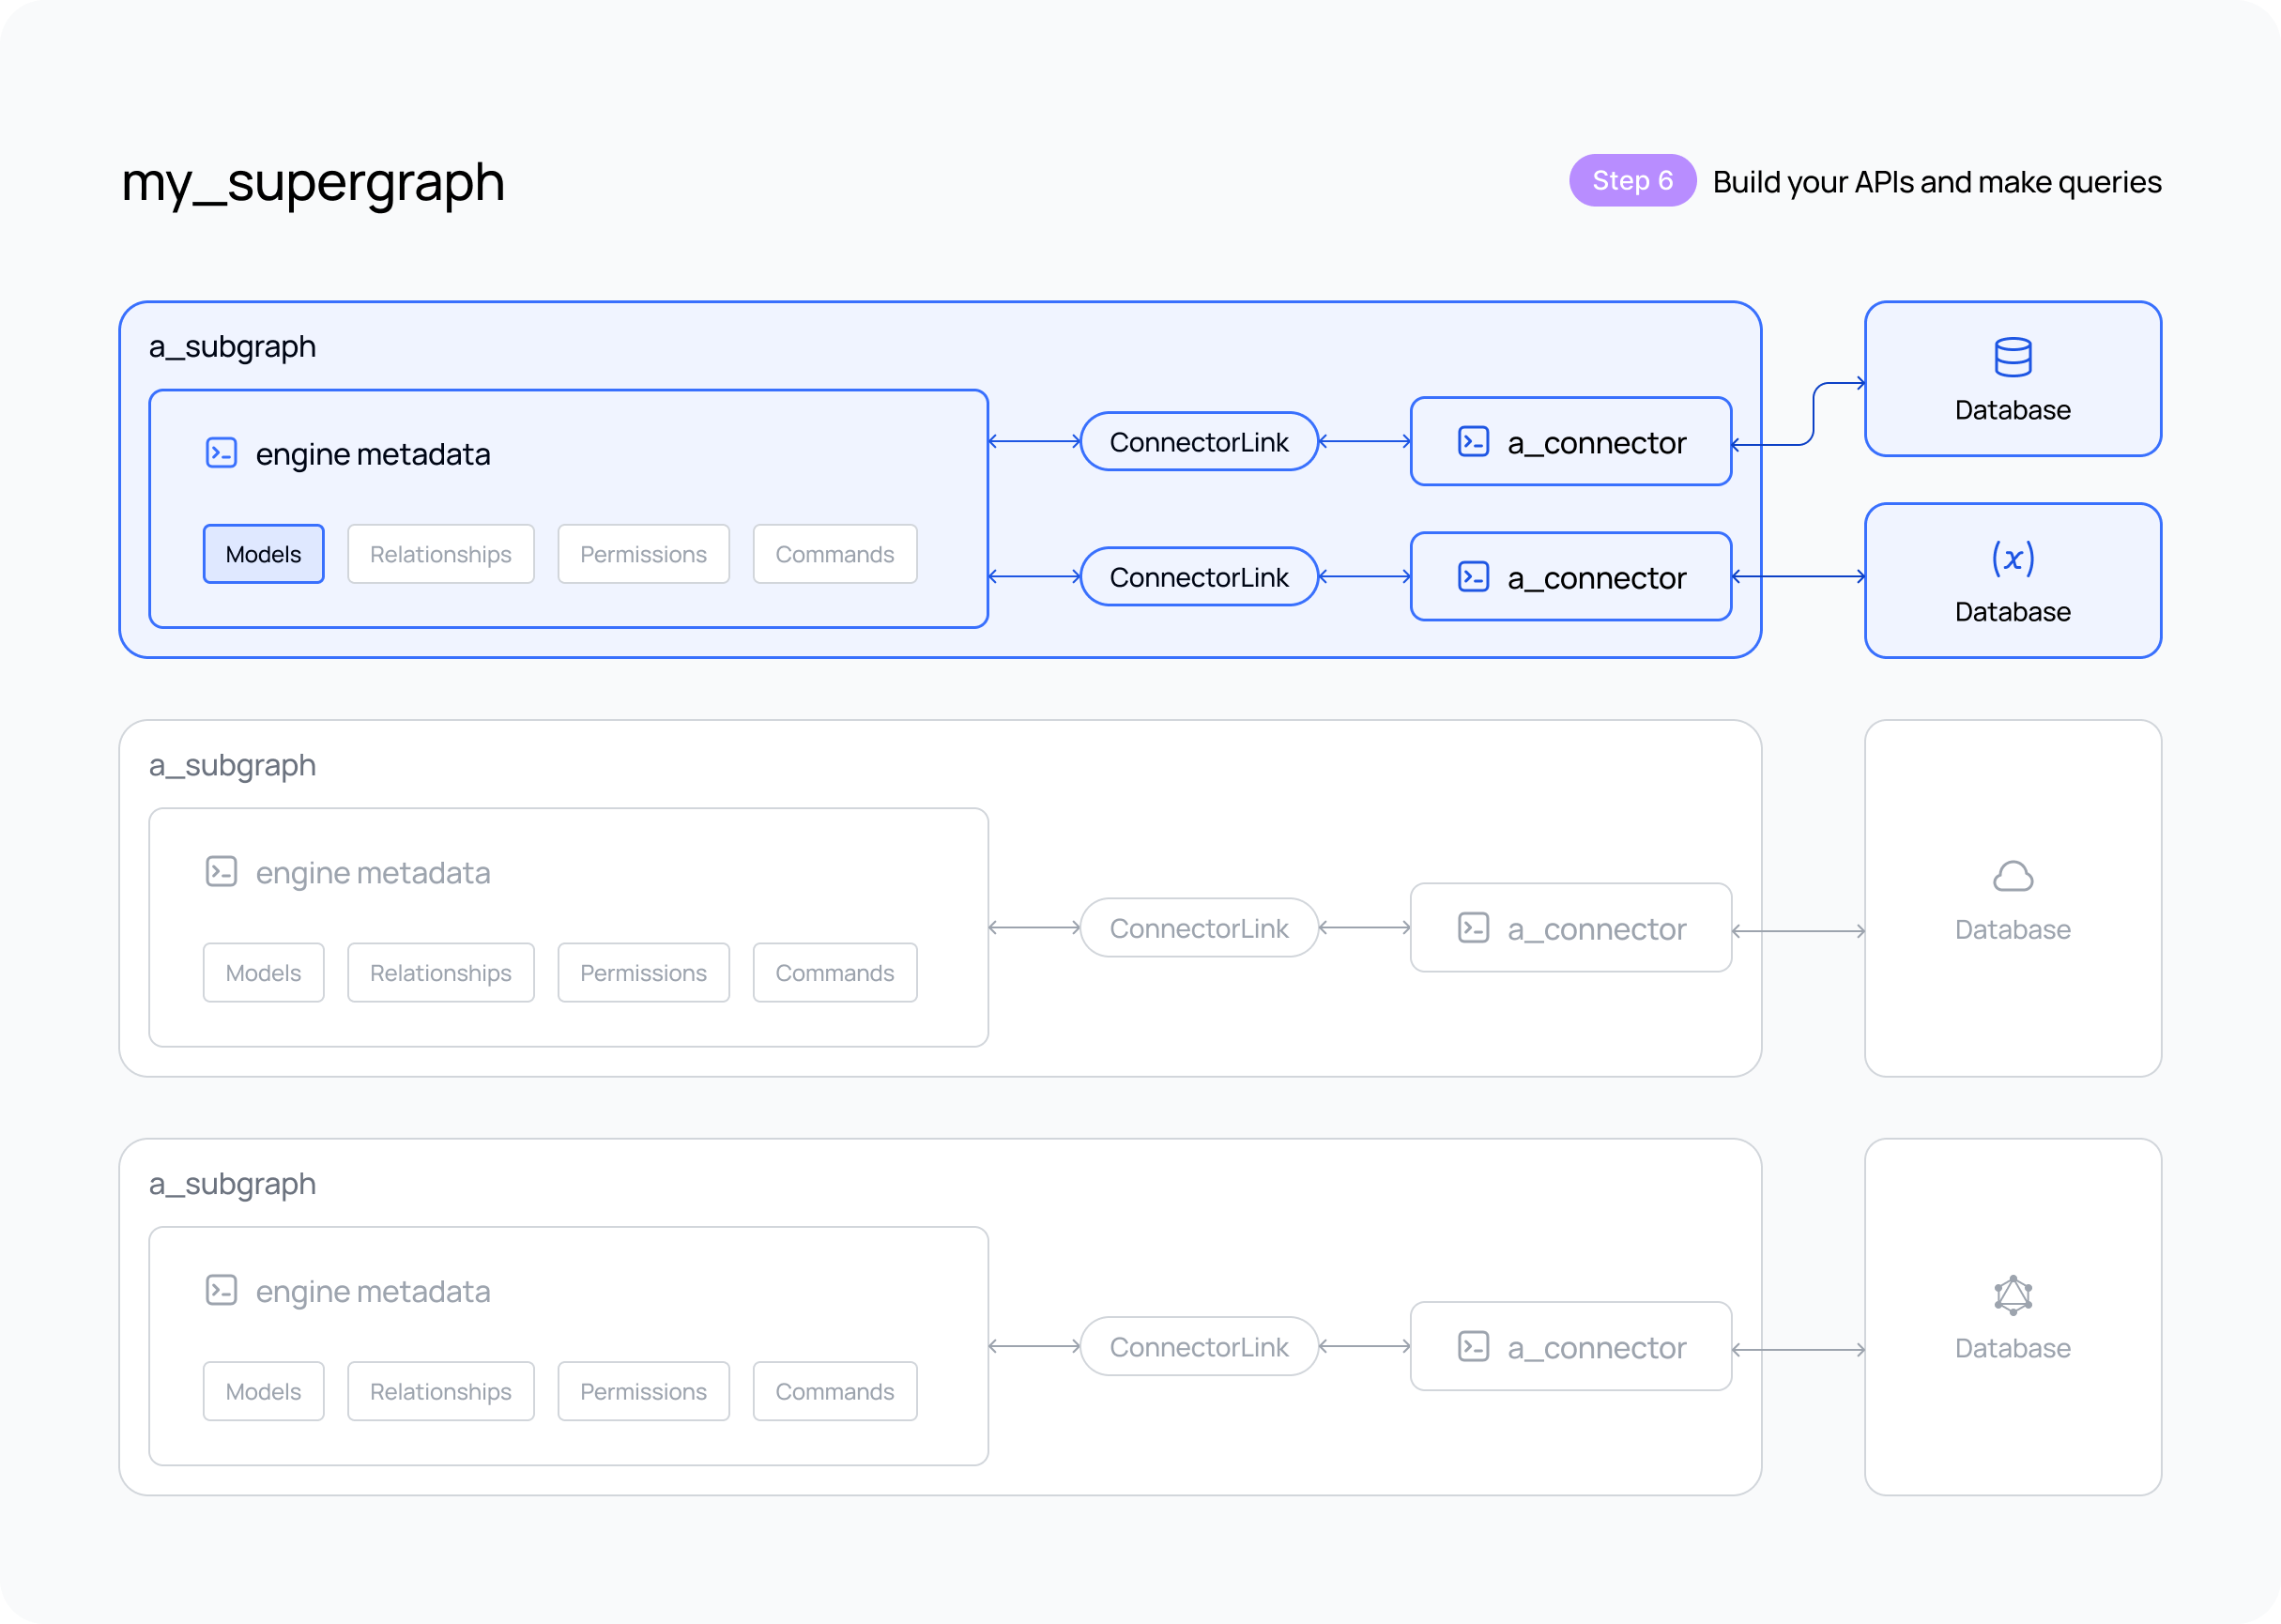 my_supergraph
Step 6 Build your APIs and make queries
a_subgraph
engine metadata
Models Relationships Permissions Commands
ConnectorLink a_connector
ConnectorLink a_connector
Database
(x)
Database
a_subgraph
engine metadata
Models Relationships Permissions Commands
ConnectorLink a_connector
Database
a_subgraph
engine metadata
Models Relationships Permissions Commands
ConnectorLink a_connector
Database